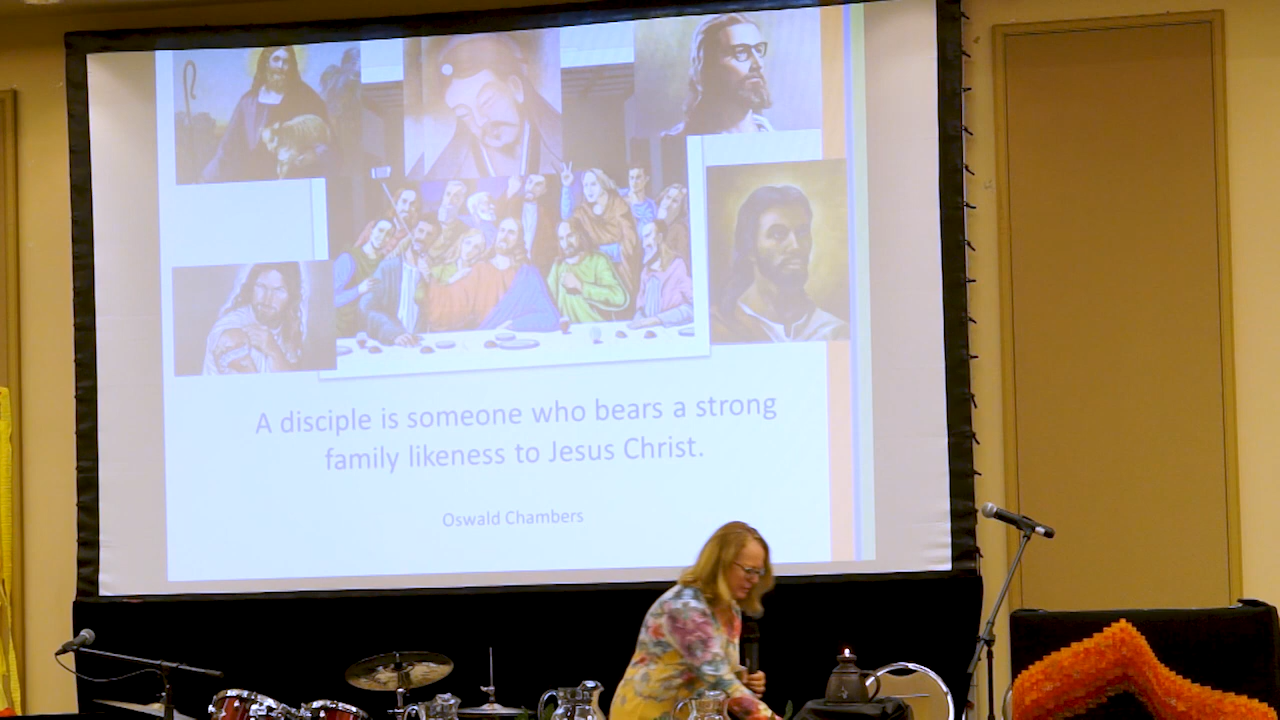 A disciple is someone who bears a strong
family likeness to Jesus Christ.
Oswald Chambers